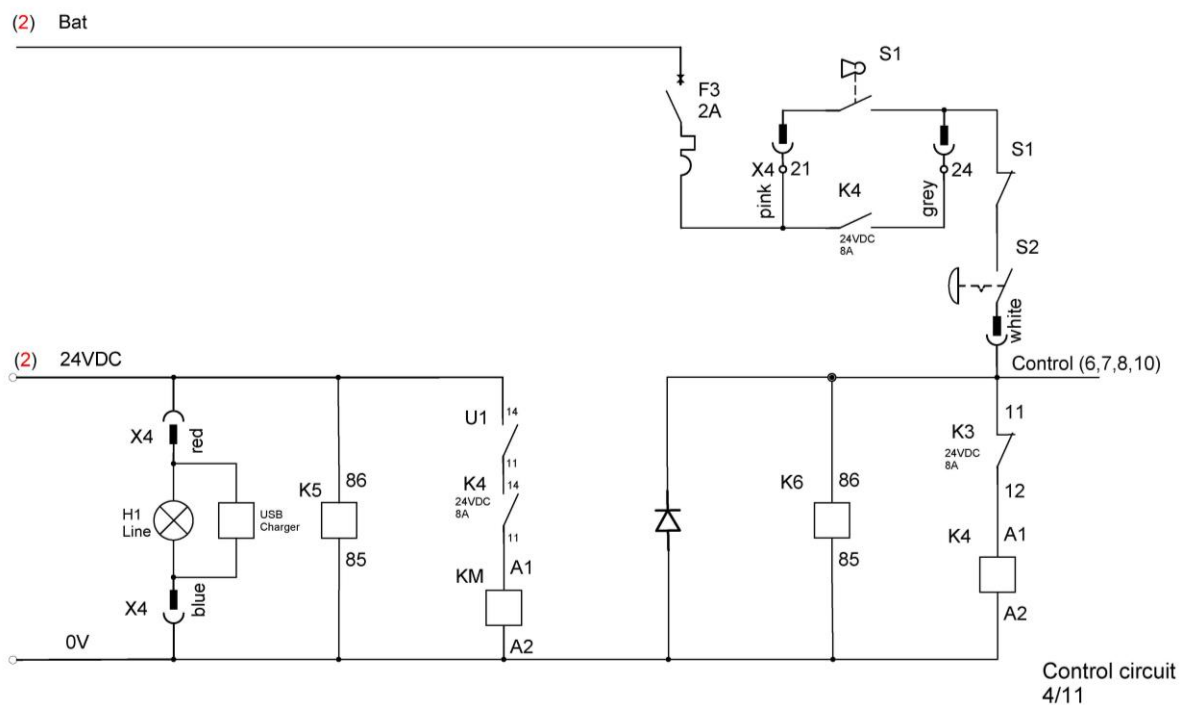 (2) Bat
S1
F3
2A
X4 21
24
S1
pink
K4
grey
24VDC
8A
S2
white
(2) 24VDC
Control (6,7,8,10)
U1 14
11
X4
red
11
K3
24VDC
8A
K4 14
24VDC
8A
K5 86
K6 86
12
H1
Line
USB
Charger
11
K4 A1
85
85
KM A1
X4
blue
A2
0V
A2
Control circuit
4/11